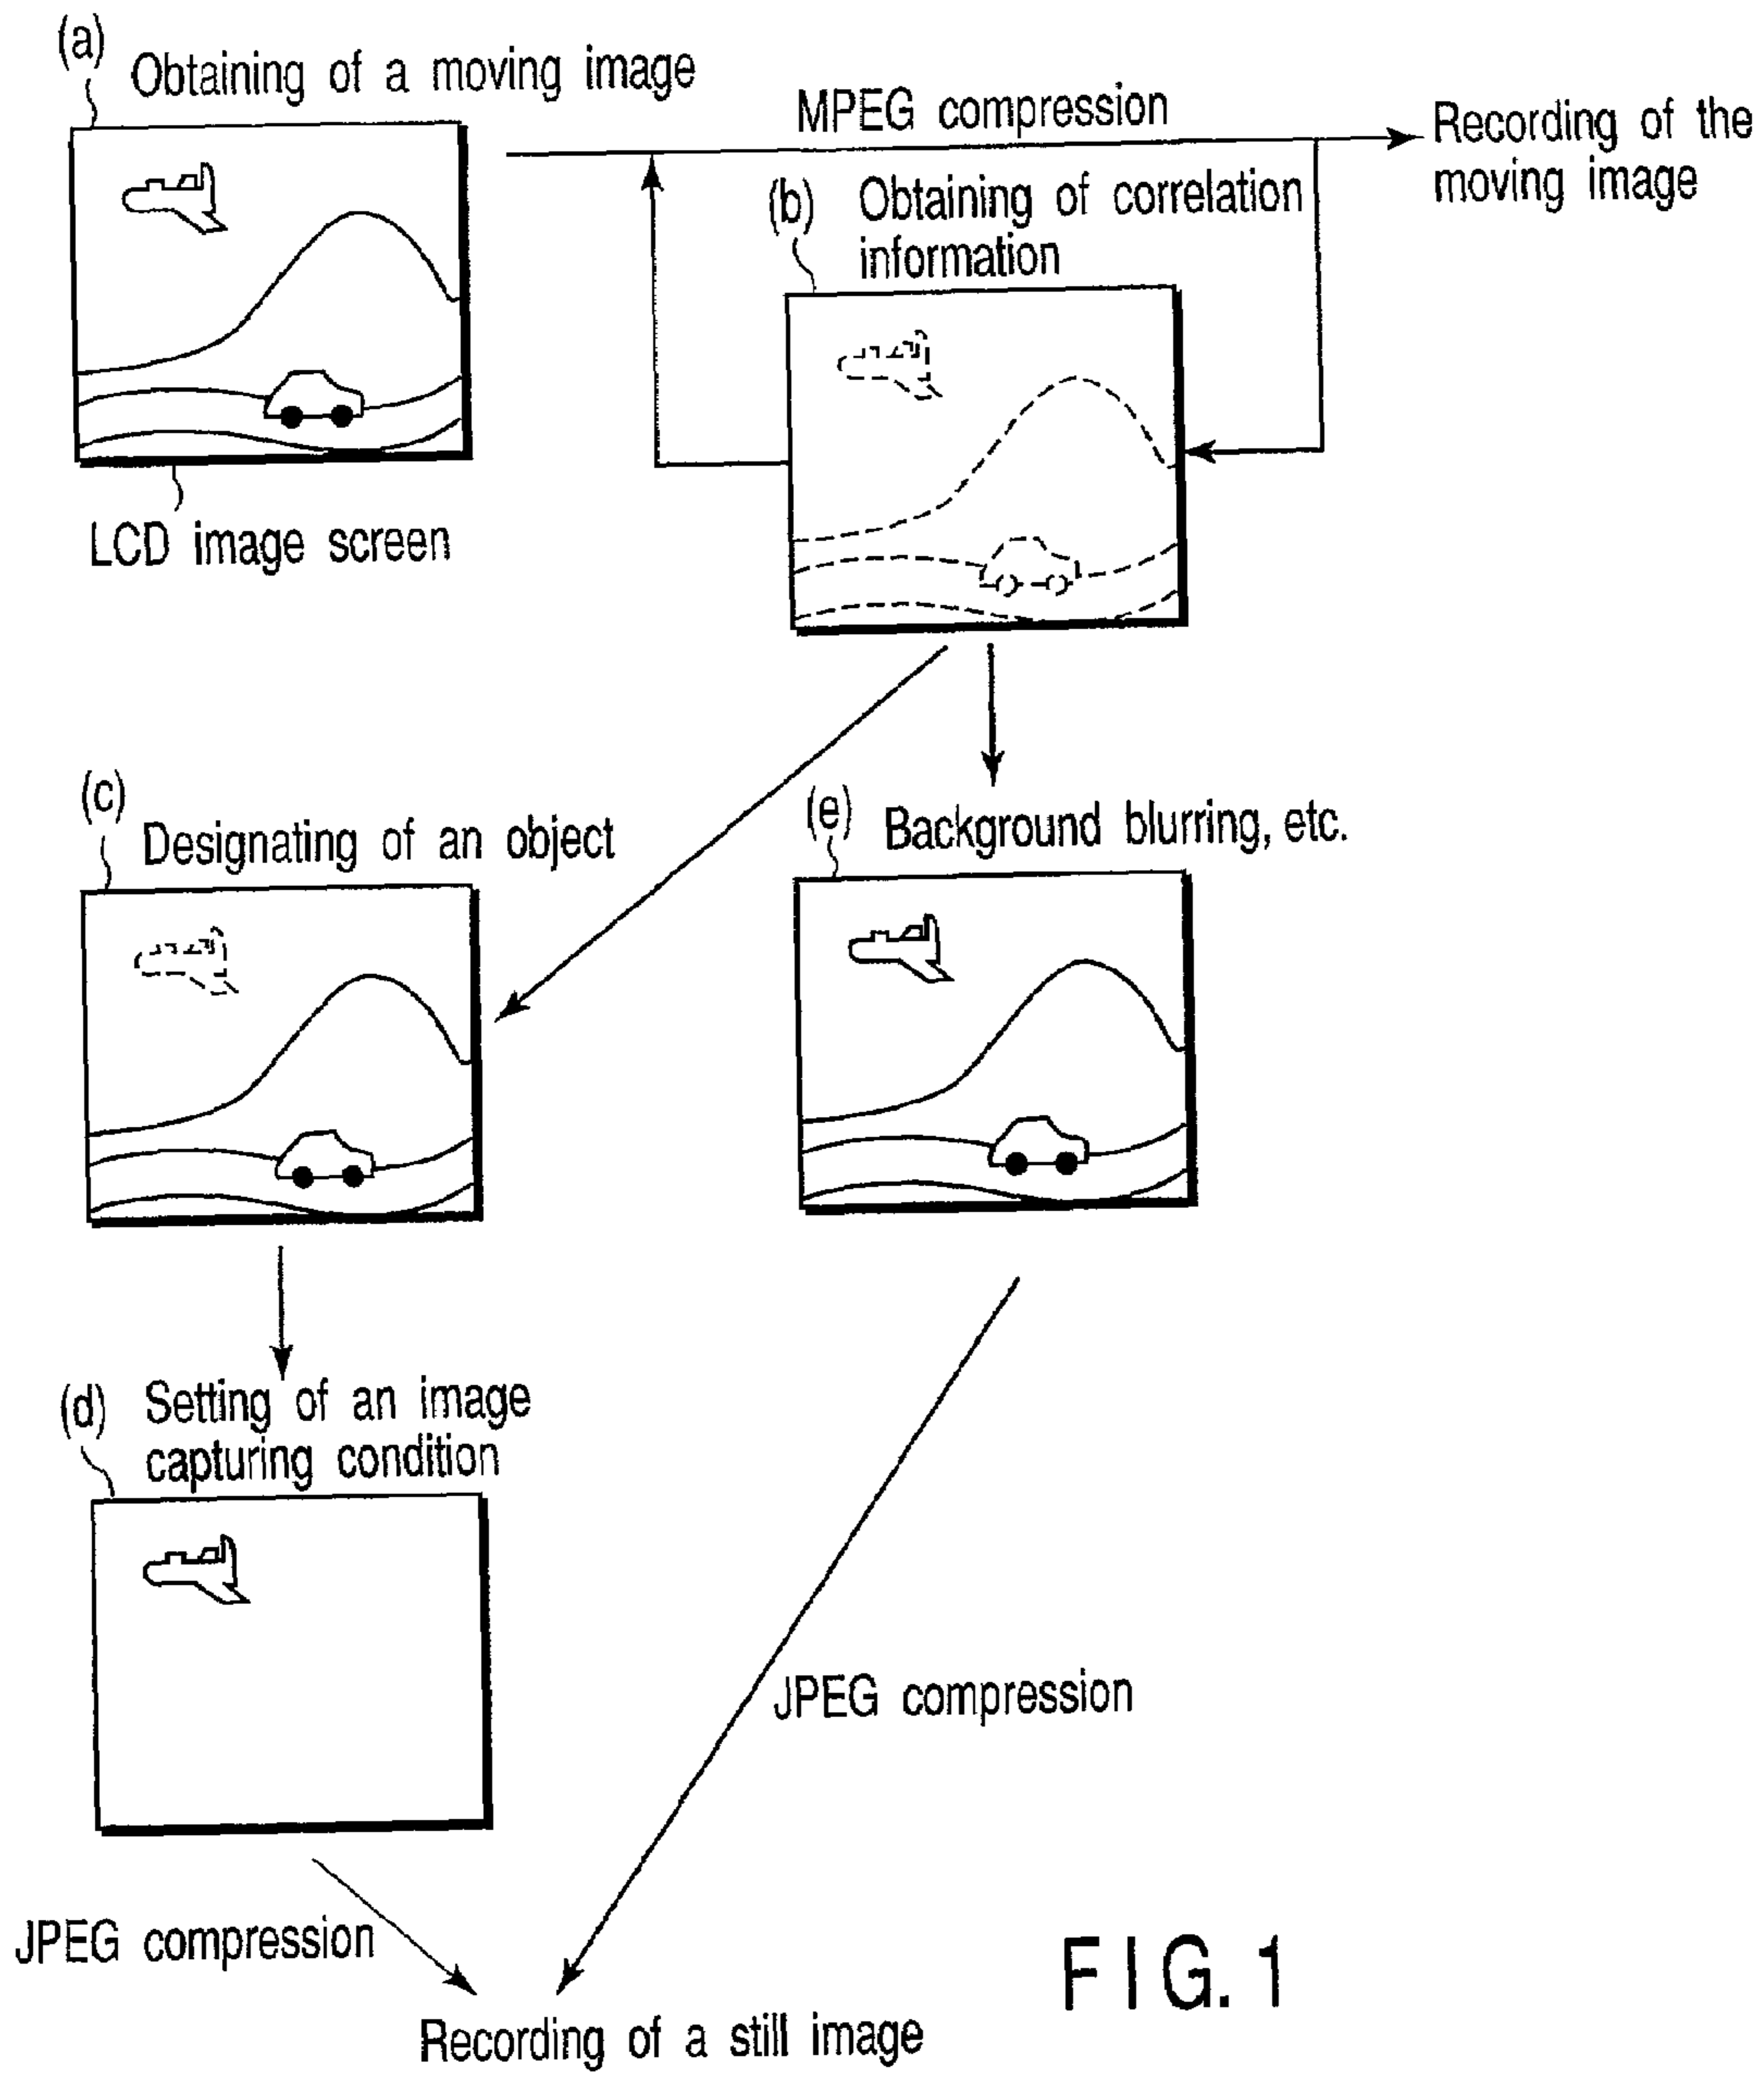 (a)
Obtaining of a moving image
MPEG compression
Recording of the
moving image
(b)
Obtaining of correlation
information
LCD image screen
(c)
Designating of an object
(e)
Background blurring, etc.
(d)
Setting of an image
capturing condition
JPEG compression
JPEG compression
Recording of a still image
FIG. 1